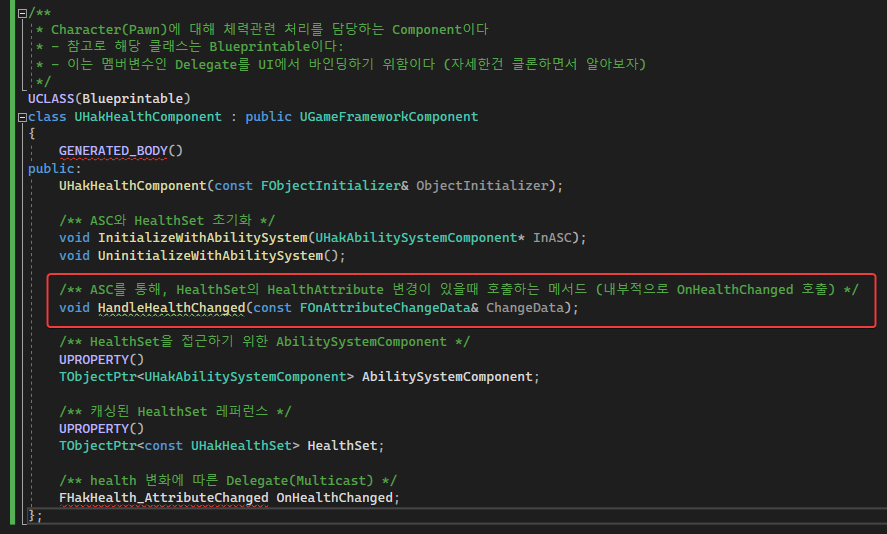 /**
* Character(Pawn)에 대해 체력관련 처리를 담당하는 Component이다
* - 참고로 해당 클래스는 Blueprintable이다:
* - 이는 멤버변수인 Delegate를 UI에서 바인딩하기 위함이다 (자세한건 클론하면서 알아보자)
*/
UCLASS(Blueprintable)
class UHakHealthComponent : public UGameFrameworkComponent
{
GENERATED_BODY()
public:
UHakHealthComponent(const FObjectInitializer& ObjectInitializer);
/** ASC와 HealthSet 초기화 */
void InitializeWithAbilitySystem(UHakAbilitySystemComponent* InASC);
void UninitializeWithAbilitySystem();
/** ASC를 통해, HealthSet의 HealthAttribute 변경이 있을때 호출하는 메서드 (내부적으로 OnHealthChanged 호출) */
void HandleHealthChanged(const FOnAttributeChangeData& ChangeData);
/** HealthSet을 접근하기 위한 AbilitySystemComponent */
UPROPERTY()
TObjectPtr<UHakAbilitySystemComponent> AbilitySystemComponent;
/** 캐싱된 HealthSet 레퍼런스 */
UPROPERTY()
TObjectPtr<const UHakHealthSet> HealthSet;
/** health 변화에 따른 Delegate(Multicast) */
FHakHealth_AttributeChanged OnHealthChanged;
};